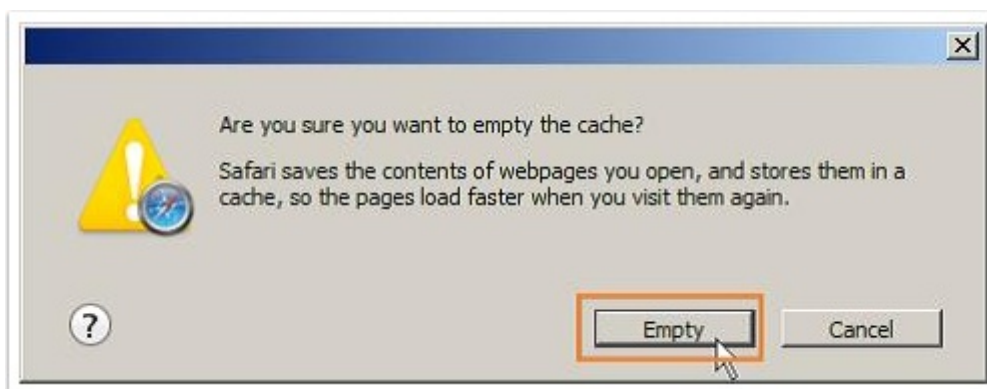 Are you sure you want to empty the cache?
Safari saves the contents of webpages you open, and stores them in a
cache, so the pages load faster when you visit them again.
?
Empty
Cancel